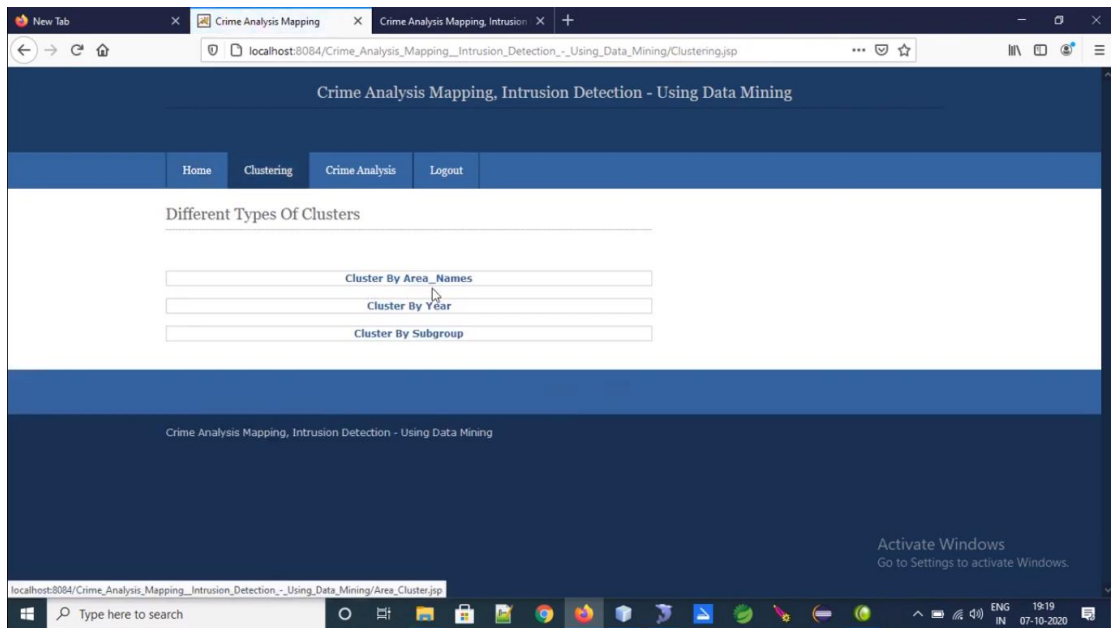 New Tab
Crime Analysis Mapping
Crime Analysis Mapping, Intrusion
localhost:8084/Crime_Analysis_Mapping__Intrusion_Detection_-_Using_Data_Mining/Clustering.jsp
Crime Analysis Mapping, Intrusion Detection - Using Data Mining
Home Clustering Crime Analysis Logout
Different Types Of Clusters
Cluster By Area_Names
Cluster By Year
Cluster By Subgroup
Crime Analysis Mapping, Intrusion Detection - Using Data Mining
Activate Windows
Go to Settings to activate Windows.
localhost:8084/Crime_Analysis_Mapping__Intrusion_Detection_-_Using_Data_Mining/Area_Cluster.jsp
Type here to search
ENG 19:19
IN 07-10-2020